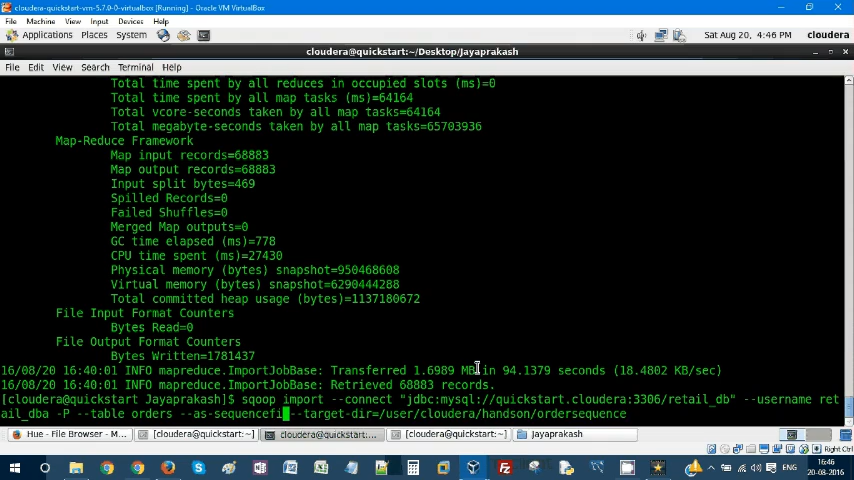 cloudera-quickstart-vm-5.7.0-0-virtualbox [Running] - Oracle VM VirtualBox
File Machine View Input Devices Help
Applications Places System Sat Aug 20, 4:46 PM cloudera
cloudera@quickstart:~/Desktop/Jayaprakash
File Edit View Search Terminal Help
Total time spent by all reduces in occupied slots (ms)=0
Total time spent by all map tasks (ms)=64164
Total vcore-seconds taken by all map tasks=64164
Total megabyte-seconds taken by all map tasks=65703936
Map-Reduce Framework
Map input records=68883
Map output records=68883
Input split bytes=469
Spilled Records=0
Failed Shuffles=0
Merged Map outputs=0
GC time elapsed (ms)=778
CPU time spent (ms)=27430
Physical memory (bytes) snapshot=950468608
Virtual memory (bytes) snapshot=6290444288
Total committed heap usage (bytes)=1137180672
File Input Format Counters
Bytes Read=0
File Output Format Counters
Bytes Written=1781437
16/08/20 16:40:01 INFO mapreduce.ImportJobBase: Transferred 1.6989 MB in 94.1379 seconds (18.4802 KB/sec)
16/08/20 16:40:01 INFO mapreduce.ImportJobBase: Retrieved 68883 records.
[cloudera@quickstart Jayaprakash]$ sqoop import --connect "jdbc:mysql://quickstart.cloudera:3306/retail_db" --username ret
ail_dba -P --table orders --as-sequencefi --target-dir=/user/cloudera/handson/ordersequence
Hue - File Browser - M... [cloudera@quickstart:~... cloudera@quickstart:... [cloudera@quickstart:~... Jayaprakash
Right Ctrl
ENG
16:46
20-08-2016